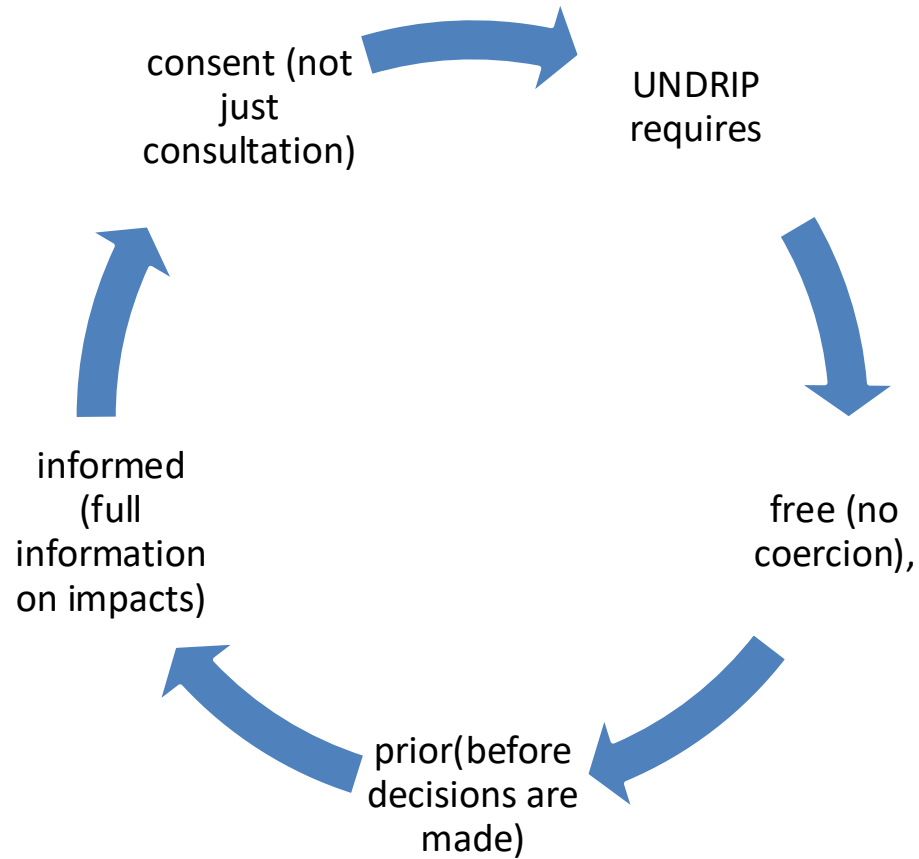 UNDRIP
requires
free (no
coercion),
prior(before
decisions are
made)
informed
(full
information
on impacts)
consent (not
just
consultation)